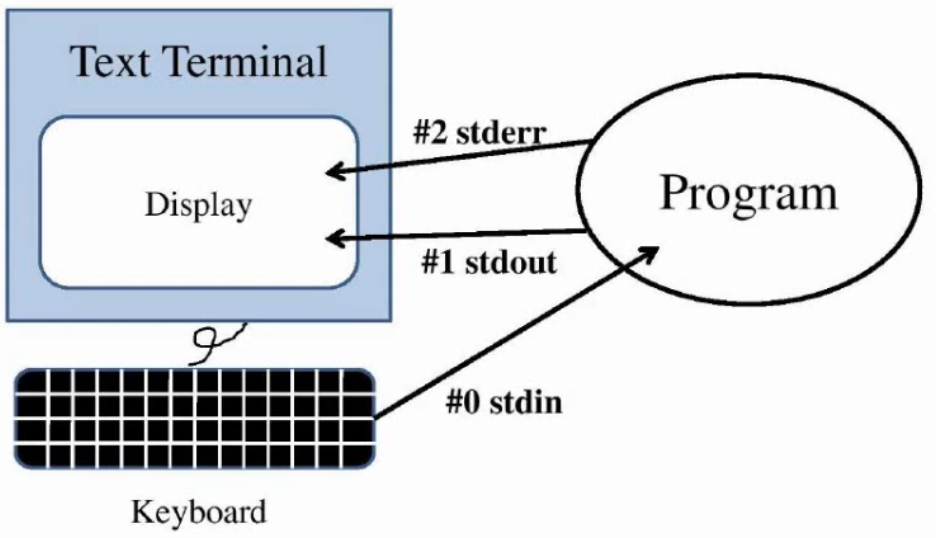 Text Terminal
#2 stderr
Display
Program
#1 stdout
#0 stdin
Keyboard